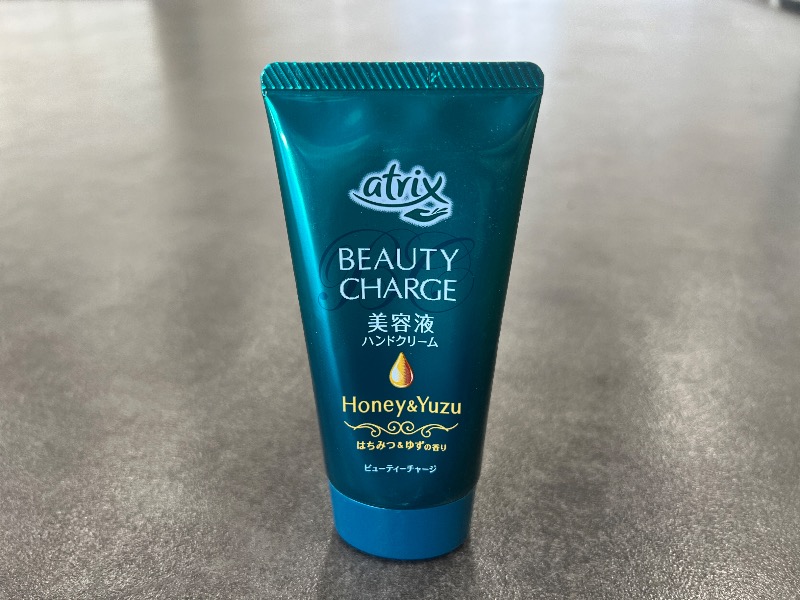 atrix
BEAUTY
CHARGE
美容液
ハンドクリーム
Honey&Yuzu
はちみつ&ゆずの香り
ビューティーチャージ